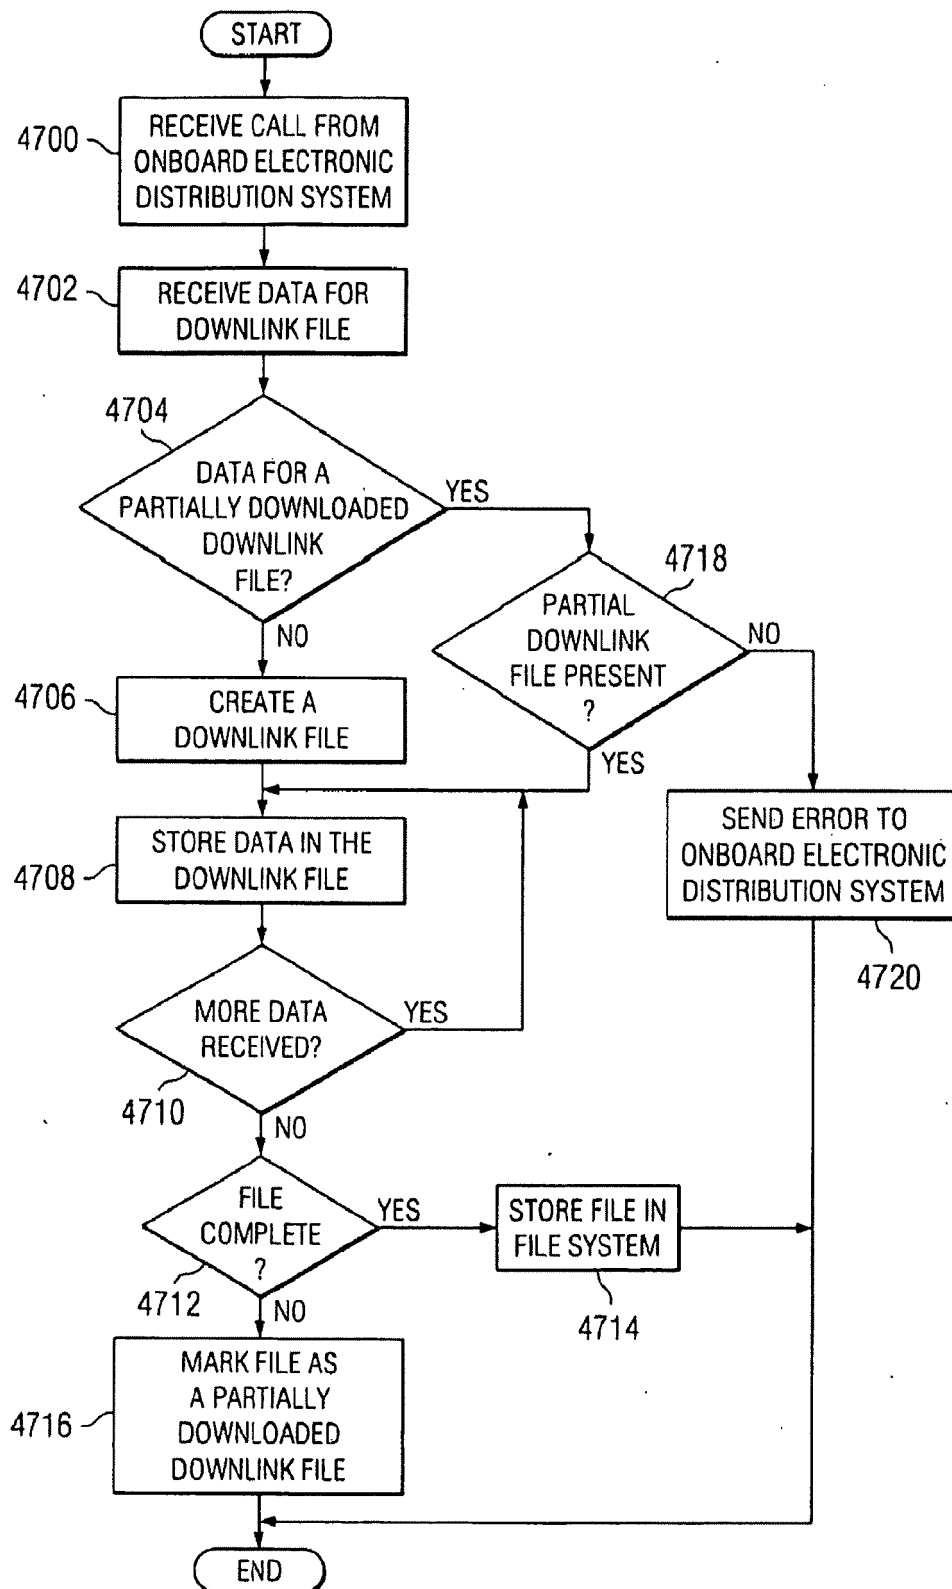 START
4700
RECEIVE CALL FROM
ONBOARD ELECTRONIC
DISTRIBUTION SYSTEM
4702
RECEIVE DATA FOR
DOWNLINK FILE
4704
DATA FOR A
PARTIALLY DOWNLOADED
DOWNLINK
FILE?
YES
NO
4718
PARTIAL
DOWNLINK
FILE PRESENT
?
NO
YES
4706
CREATE A
DOWNLINK FILE
4708
STORE DATA IN THE
DOWNLINK FILE
SEND ERROR TO
ONBOARD ELECTRONIC
DISTRIBUTION SYSTEM
4720
MORE DATA
RECEIVED?
YES
4710
NO
FILE
COMPLETE
?
YES
4712
NO
STORE FILE IN
FILE SYSTEM
4714
4716
MARK FILE AS
A PARTIALLY
DOWNLOADED
DOWNLINK FILE
END